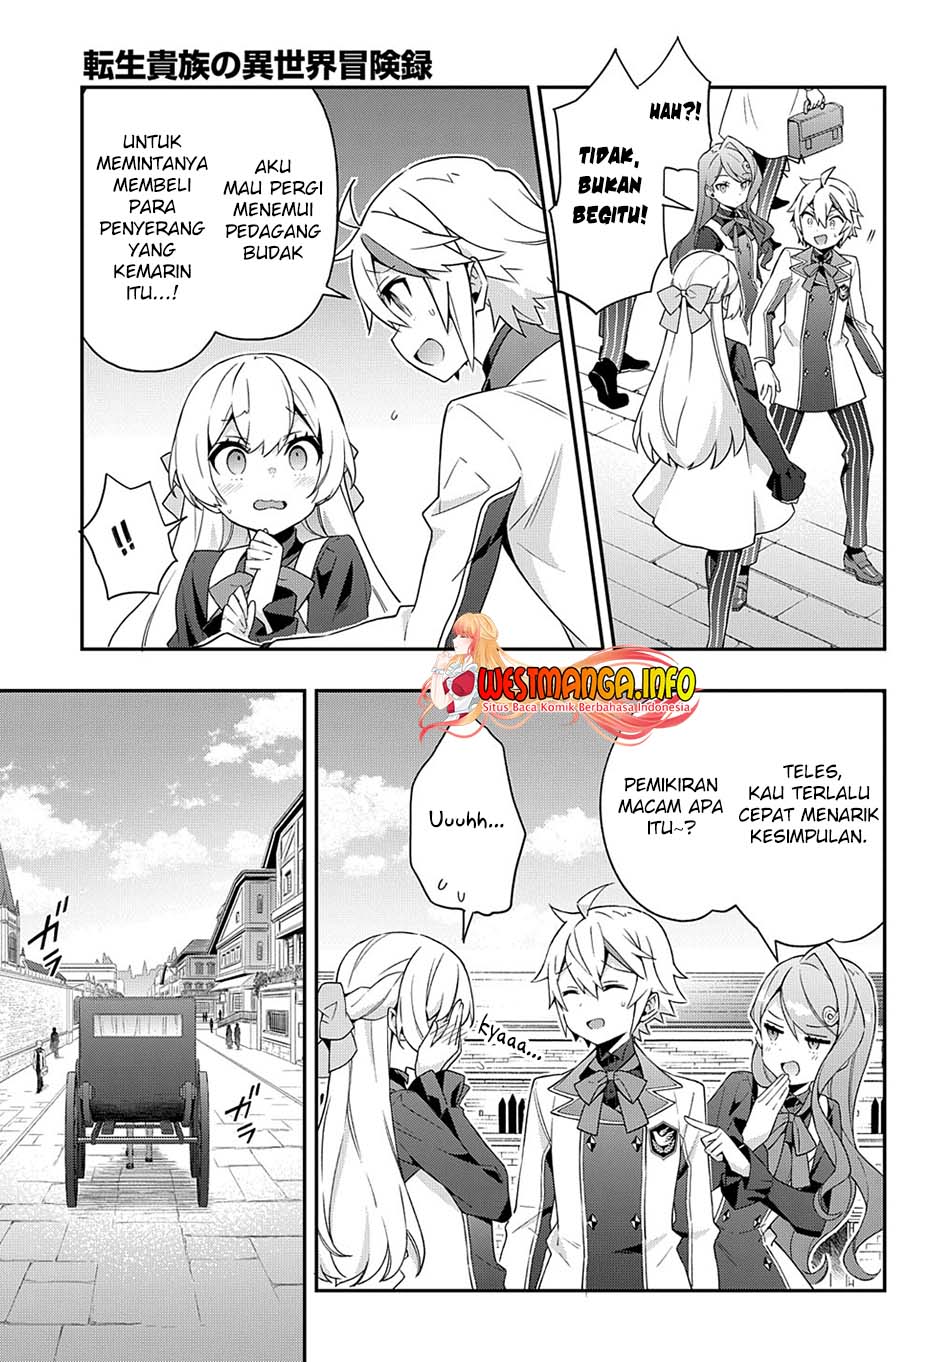 転生貴族の異世界冒険録
HAH?!
TIDAK,
BUKAN
BEGITU!
AKU
MAU PERGI
MENEMUI
PEDAGANG
BUDAK
UNTUK
MEMINTANYA
MEMBELI
PARA
PENYERANG
YANG
KEMARIN
ITU...!
!!
WESTMANGA.INFO
Situs Baca Komik Berbahasa Indonesia
TELES,
KAU TERLALU
CEPAT MENARIK
KESIMPULAN.
PEMIKIRAN
MACAM APA
ITU~?
Uuuhh...
kyaaa...
ガ
ラ
ガ
ラ